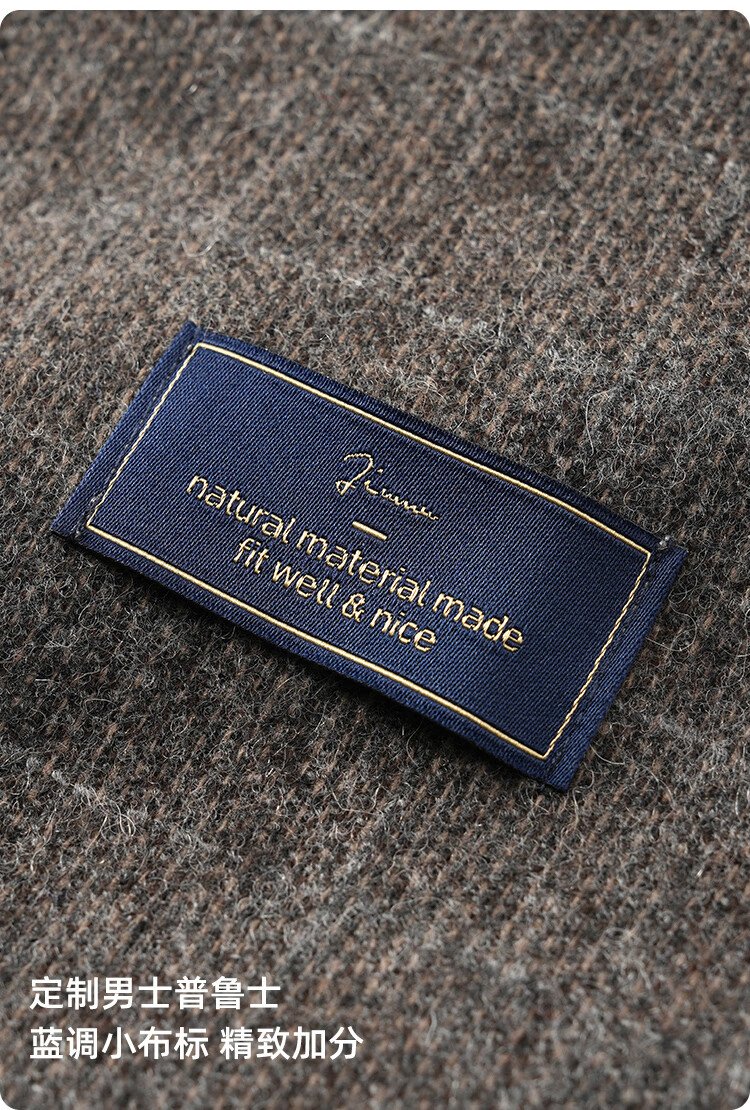 natural material made
fit well & nice
定制男士普鲁士
蓝调小布标 精致加分